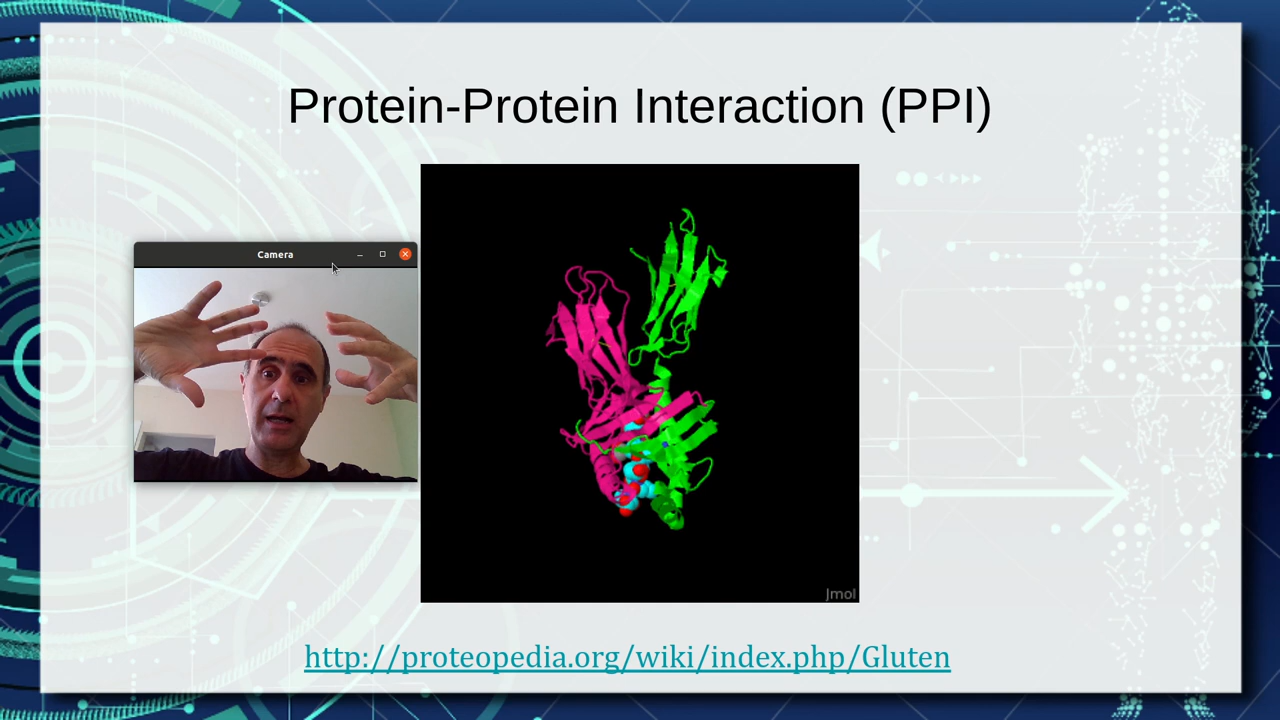 Protein-Protein Interaction (PPI)
Camera
Jmol
http://proteopedia.org/wiki/index.php/Gluten